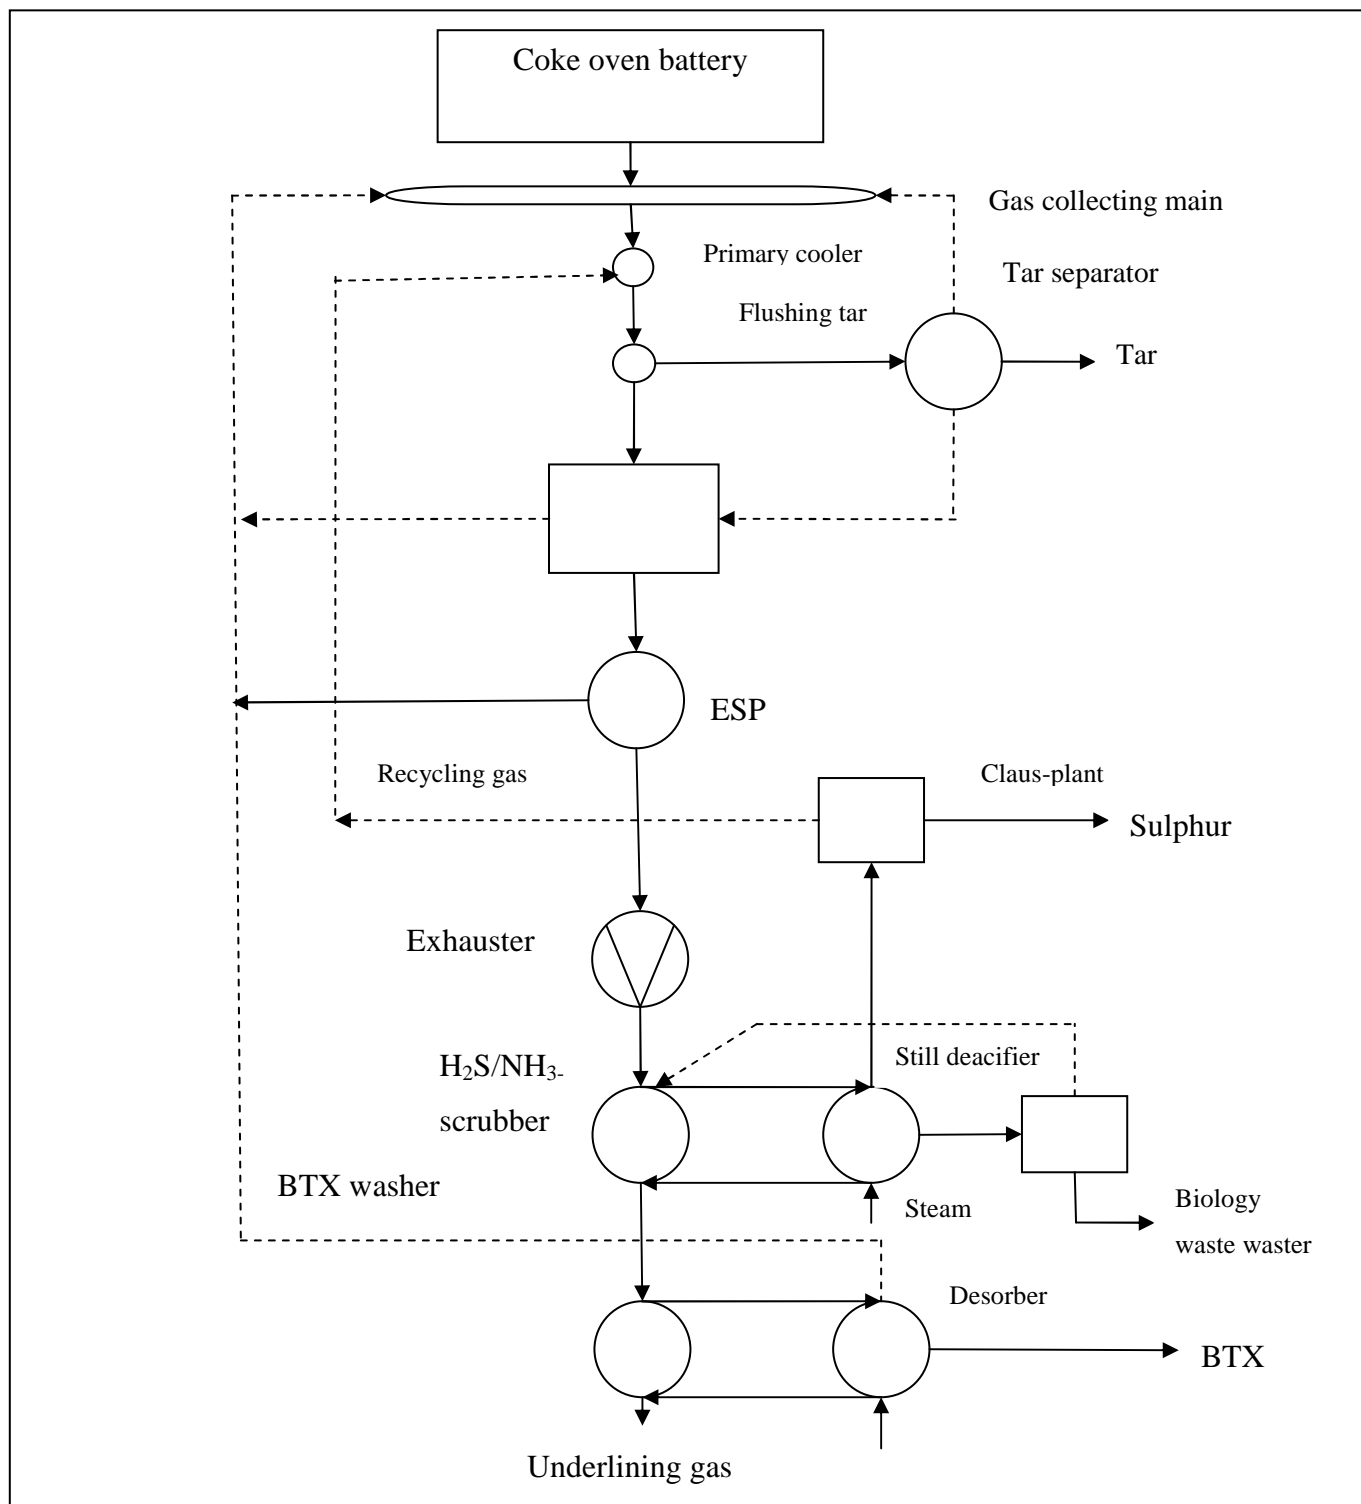 Coke oven battery
Gas collecting main
Primary cooler
Tar separator
Flushing tar
Tar
ESP
Recycling gas
Claus-plant
Sulphur
Exhauster
Still deacifier
H₂S/NH₃-
scrubber
BTX washer
Steam
Biology
waste waster
Desorber
BTX
Underlining gas